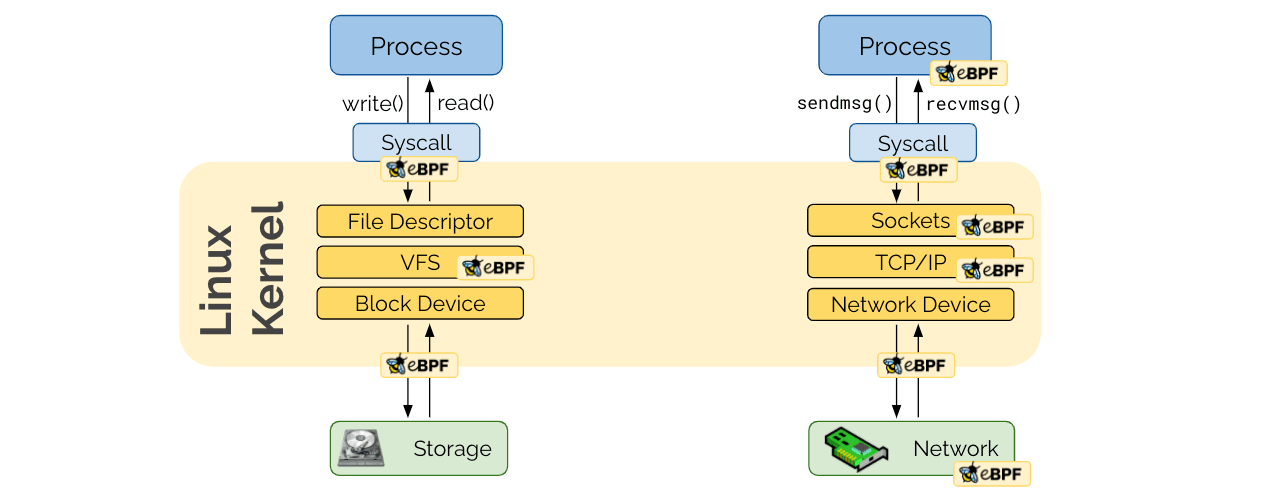 Process
Process
eBPF
write()
read()
sendmsg()
recvmsg()
Syscall
Syscall
eBPF
eBPF
Linux
Kernel
File Descriptor
Sockets
eBPF
VFS
eBPF
TCP/IP
eBPF
Block Device
Network Device
eBPF
eBPF
Storage
Network
eBPF